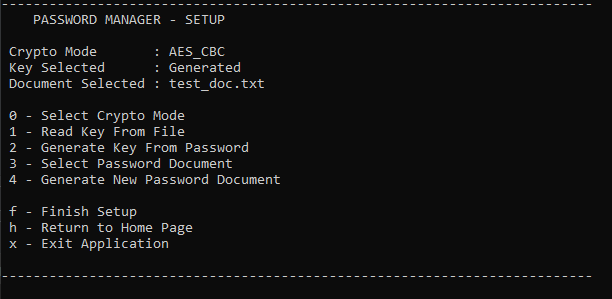 -------------------------------------------------------------------------
PASSWORD MANAGER - SETUP
Crypto Mode : AES_CBC
Key Selected : Generated
Document Selected : test_doc.txt
0 - Select Crypto Mode
1 - Read Key From File
2 - Generate Key From Password
3 - Select Password Document
4 - Generate New Password Document
f - Finish Setup
h - Return to Home Page
x - Exit Application
-------------------------------------------------------------------------